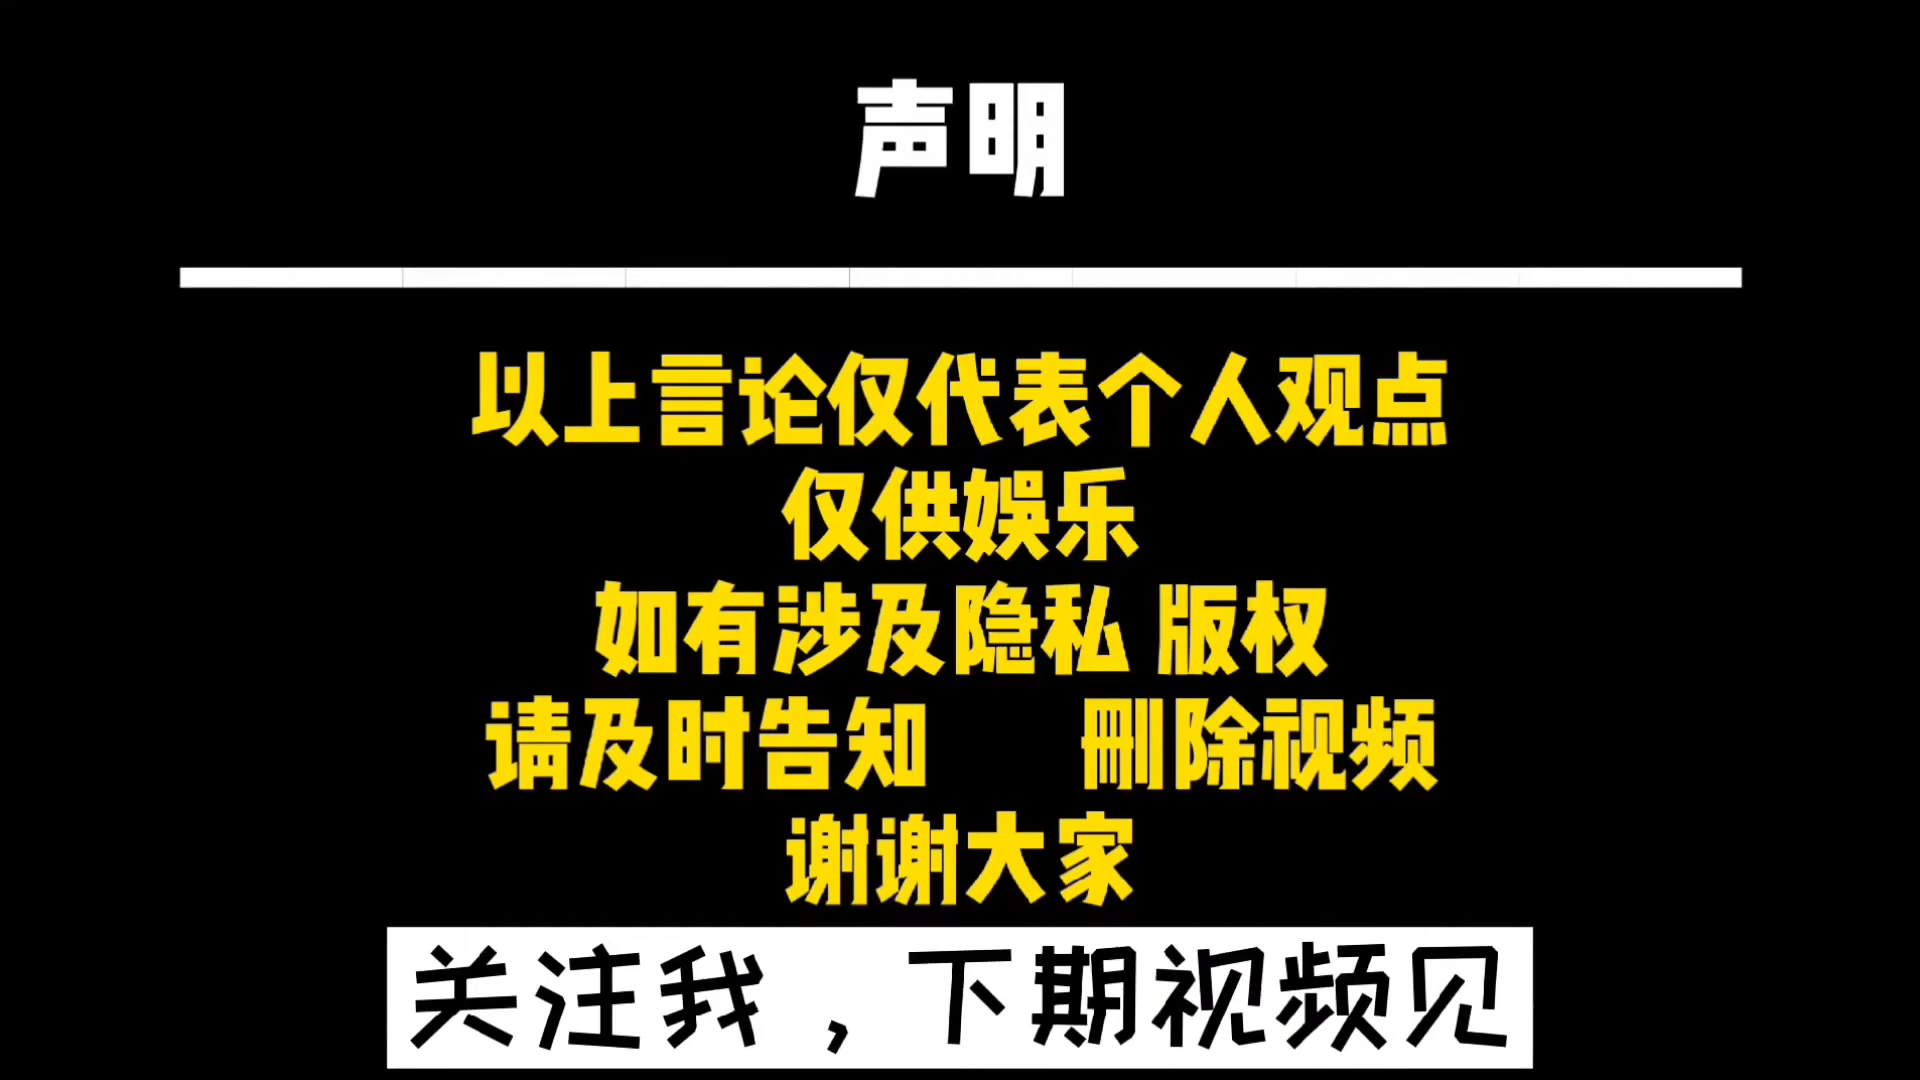 声明
以上言论仅代表个人观点
仅供娱乐
如有涉及隐私 版权
请及时告知 删除视频
谢谢大家
关注我，下期视频见